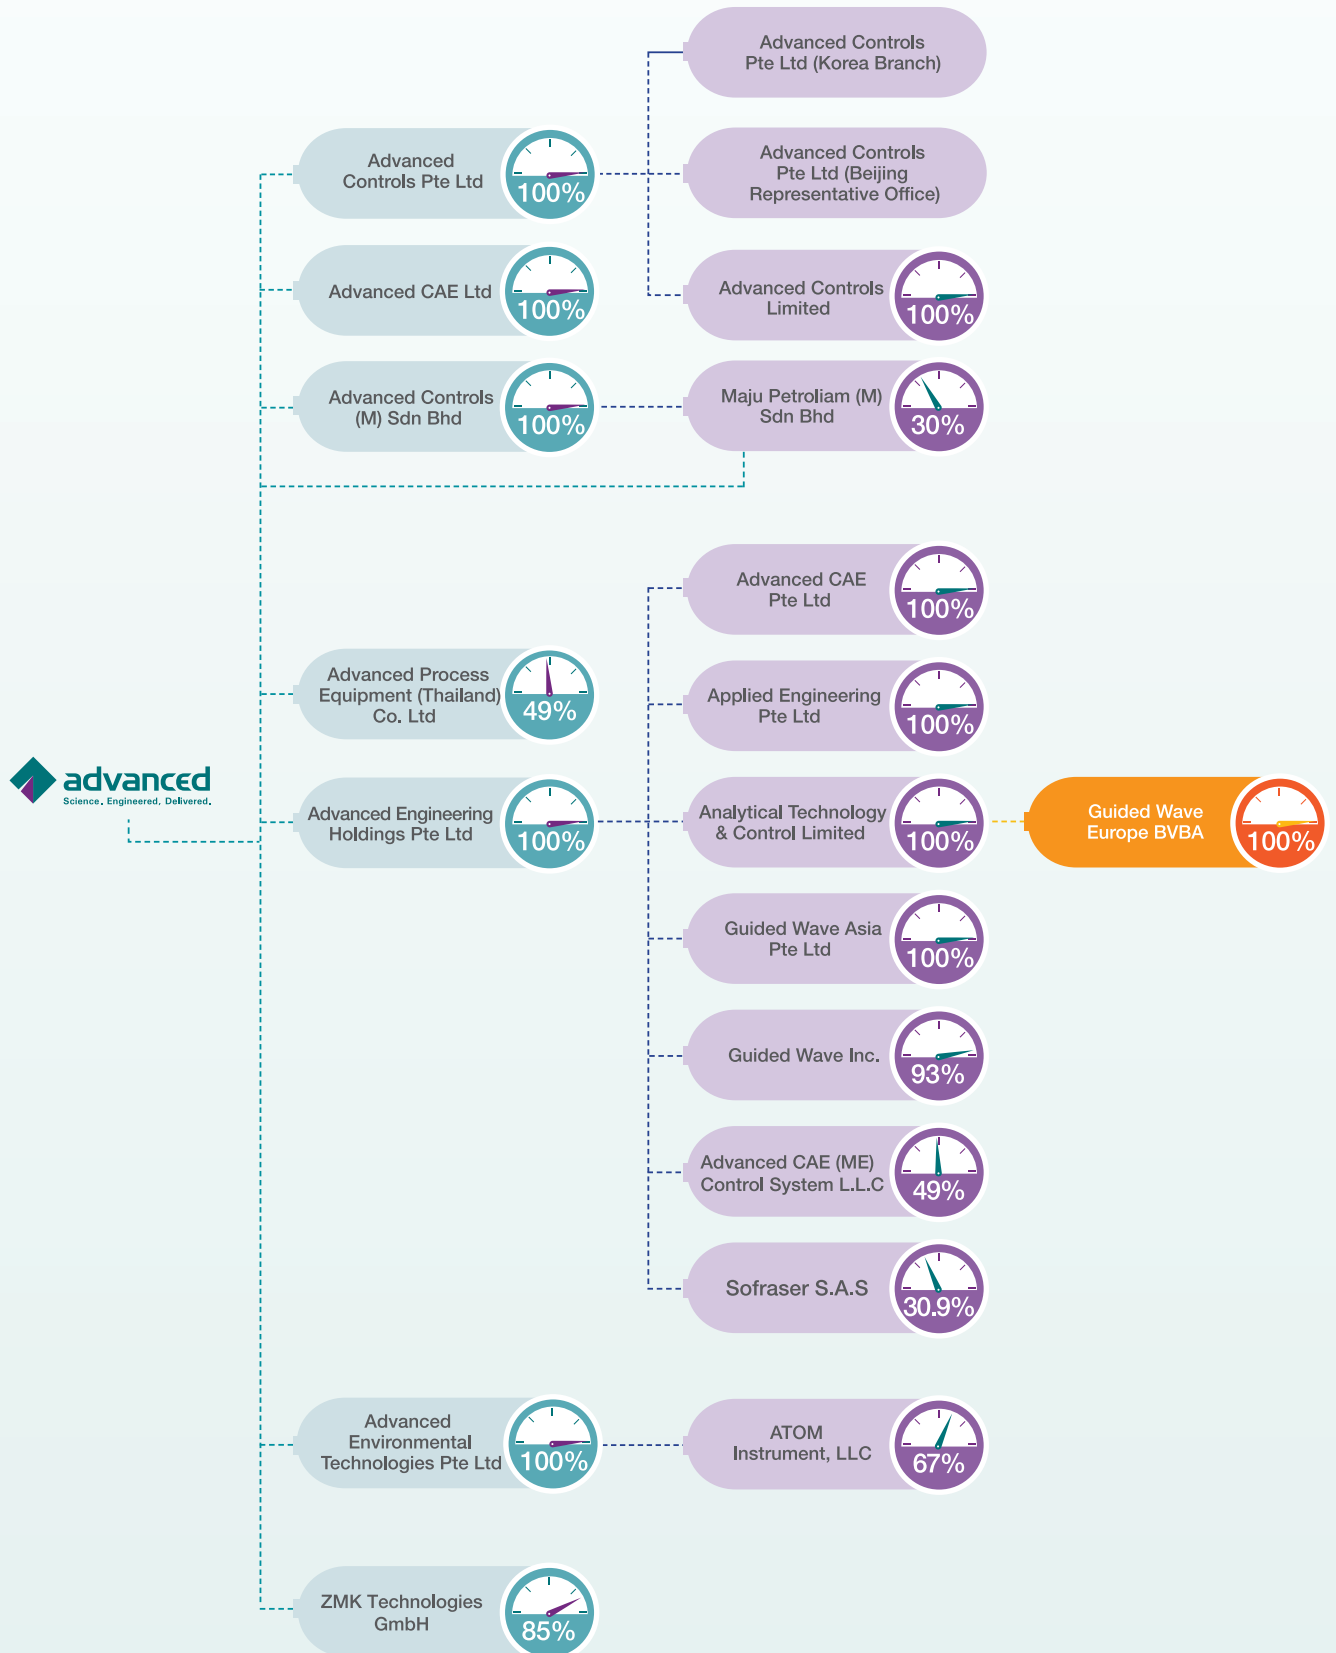 Advanced Controls
Pte Ltd (Korea Branch)
Advanced
Controls Pte Ltd
100%
Advanced Controls
Pte Ltd (Beijing
Representative Office)
Advanced CAE Ltd
100%
Advanced Controls
Limited
100%
Advanced Controls
(M) Sdn Bhd
100%
Maju Petroliam (M)
Sdn Bhd
30%
Advanced CAE
Pte Ltd
100%
Advanced Process
Equipment (Thailand)
Co. Ltd
49%
Applied Engineering
Pte Ltd
100%
advanced
Science. Engineered. Delivered.
Advanced Engineering
Holdings Pte Ltd
100%
Analytical Technology
& Control Limited
100%
Guided Wave
Europe BVBA
100%
Guided Wave Asia
Pte Ltd
100%
Guided Wave Inc.
93%
Advanced CAE (ME)
Control System L.L.C
49%
Sofraser S.A.S
30.9%
Advanced
Environmental
Technologies Pte Ltd
100%
ATOM
Instrument, LLC
67%
ZMK Technologies
GmbH
85%